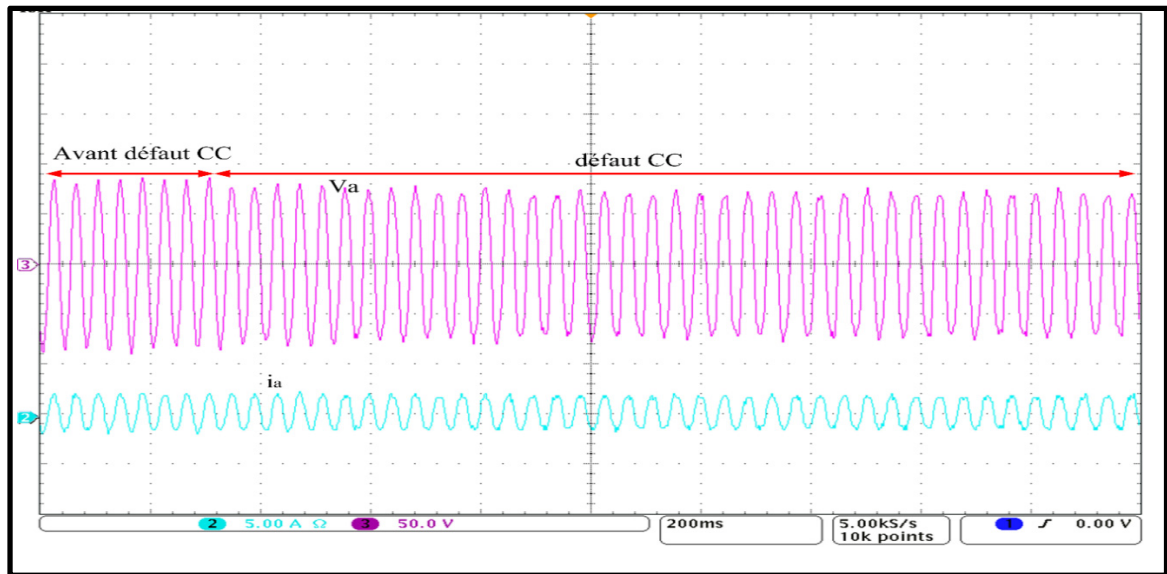 Avant défaut CC
défaut CC
Va
3
ia
2
2 5.00 A Ω 3 50.0 V
200ms
5.00kS/s
10k points
1 0.00 V